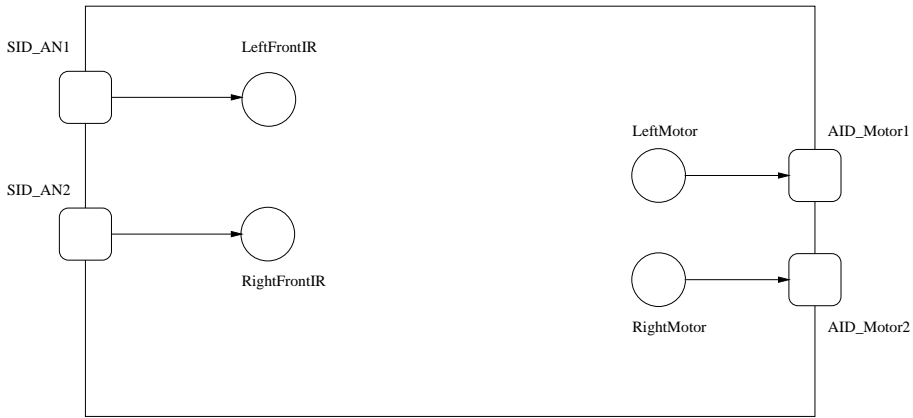 SID_AN1
LeftFrontIR
LeftMotor
AID_Motor1
SID_AN2
RightFrontIR
RightMotor
AID_Motor2